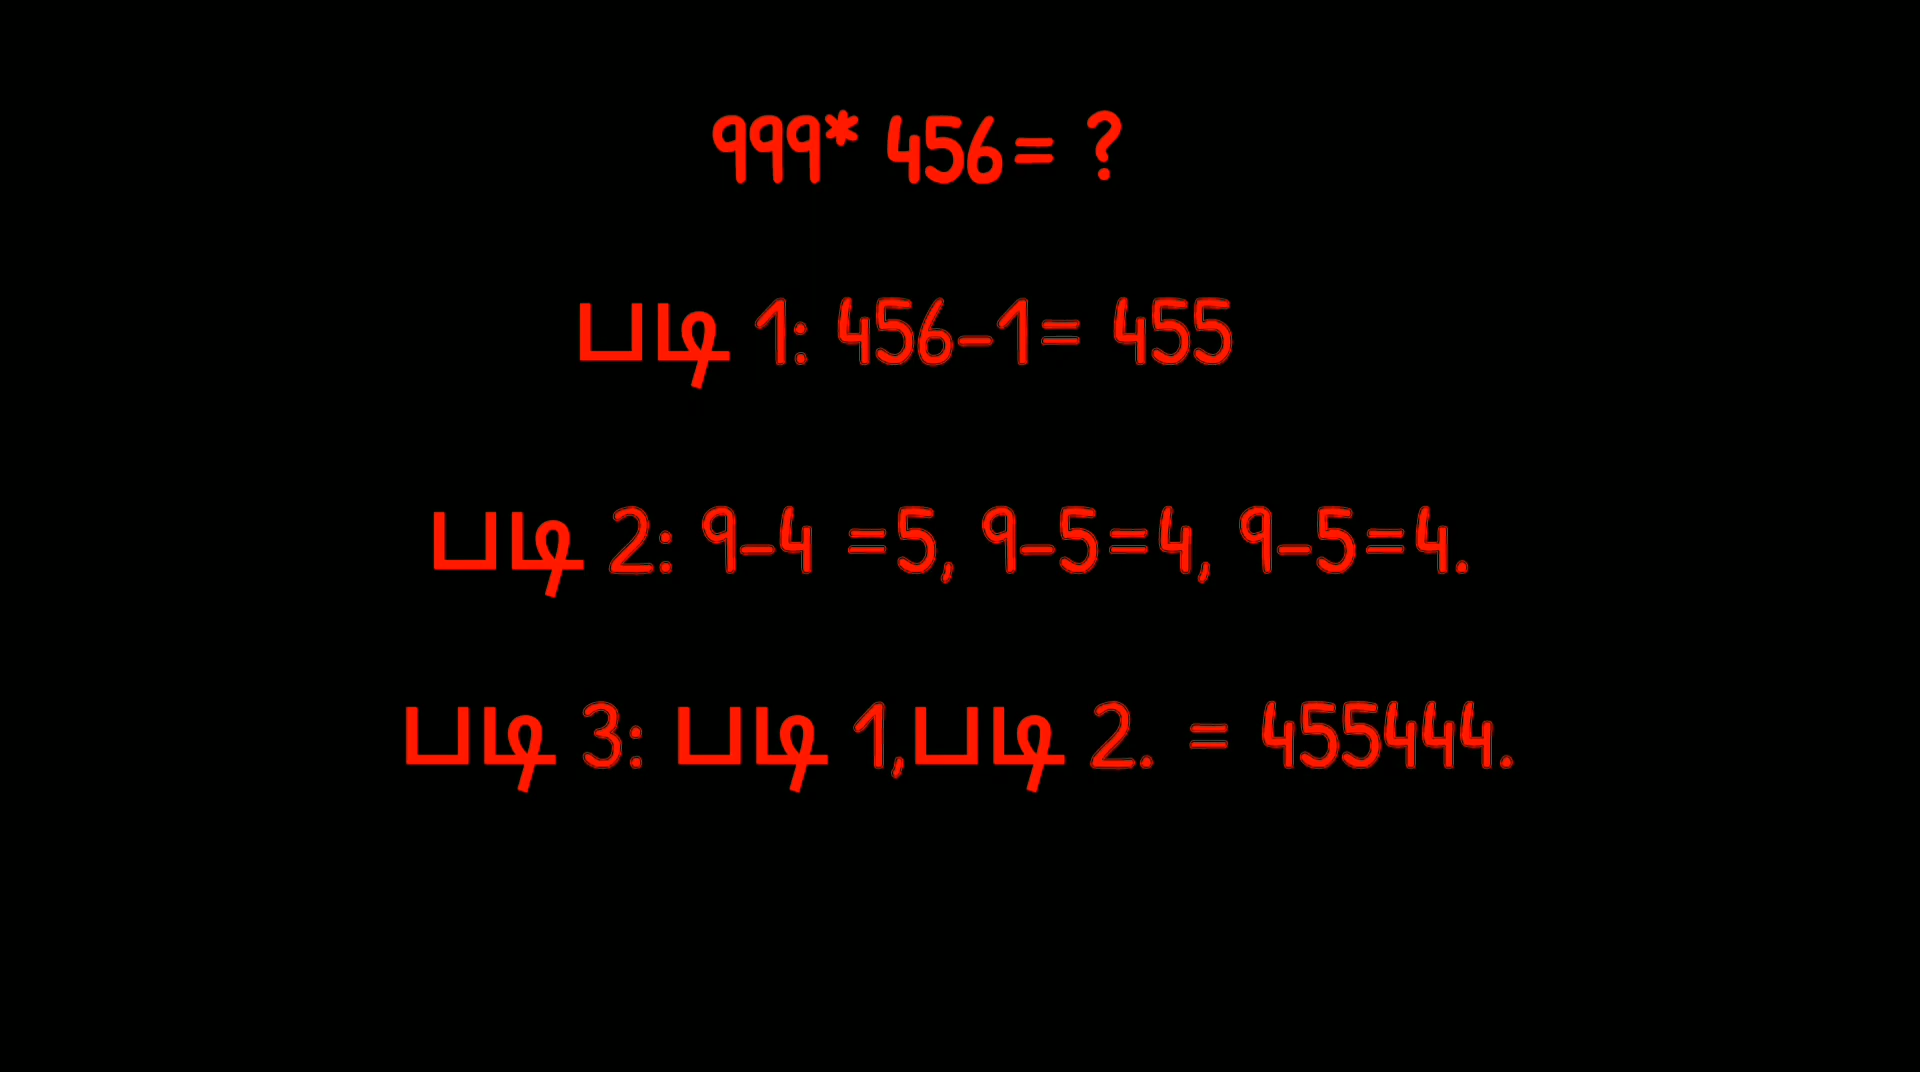 999* 456= ?
படி 1: 456-1= 455
படி 2: 9-4 =5, 9-5=4, 9-5=4.
படி 3: படி 1,படி 2. = 455444.